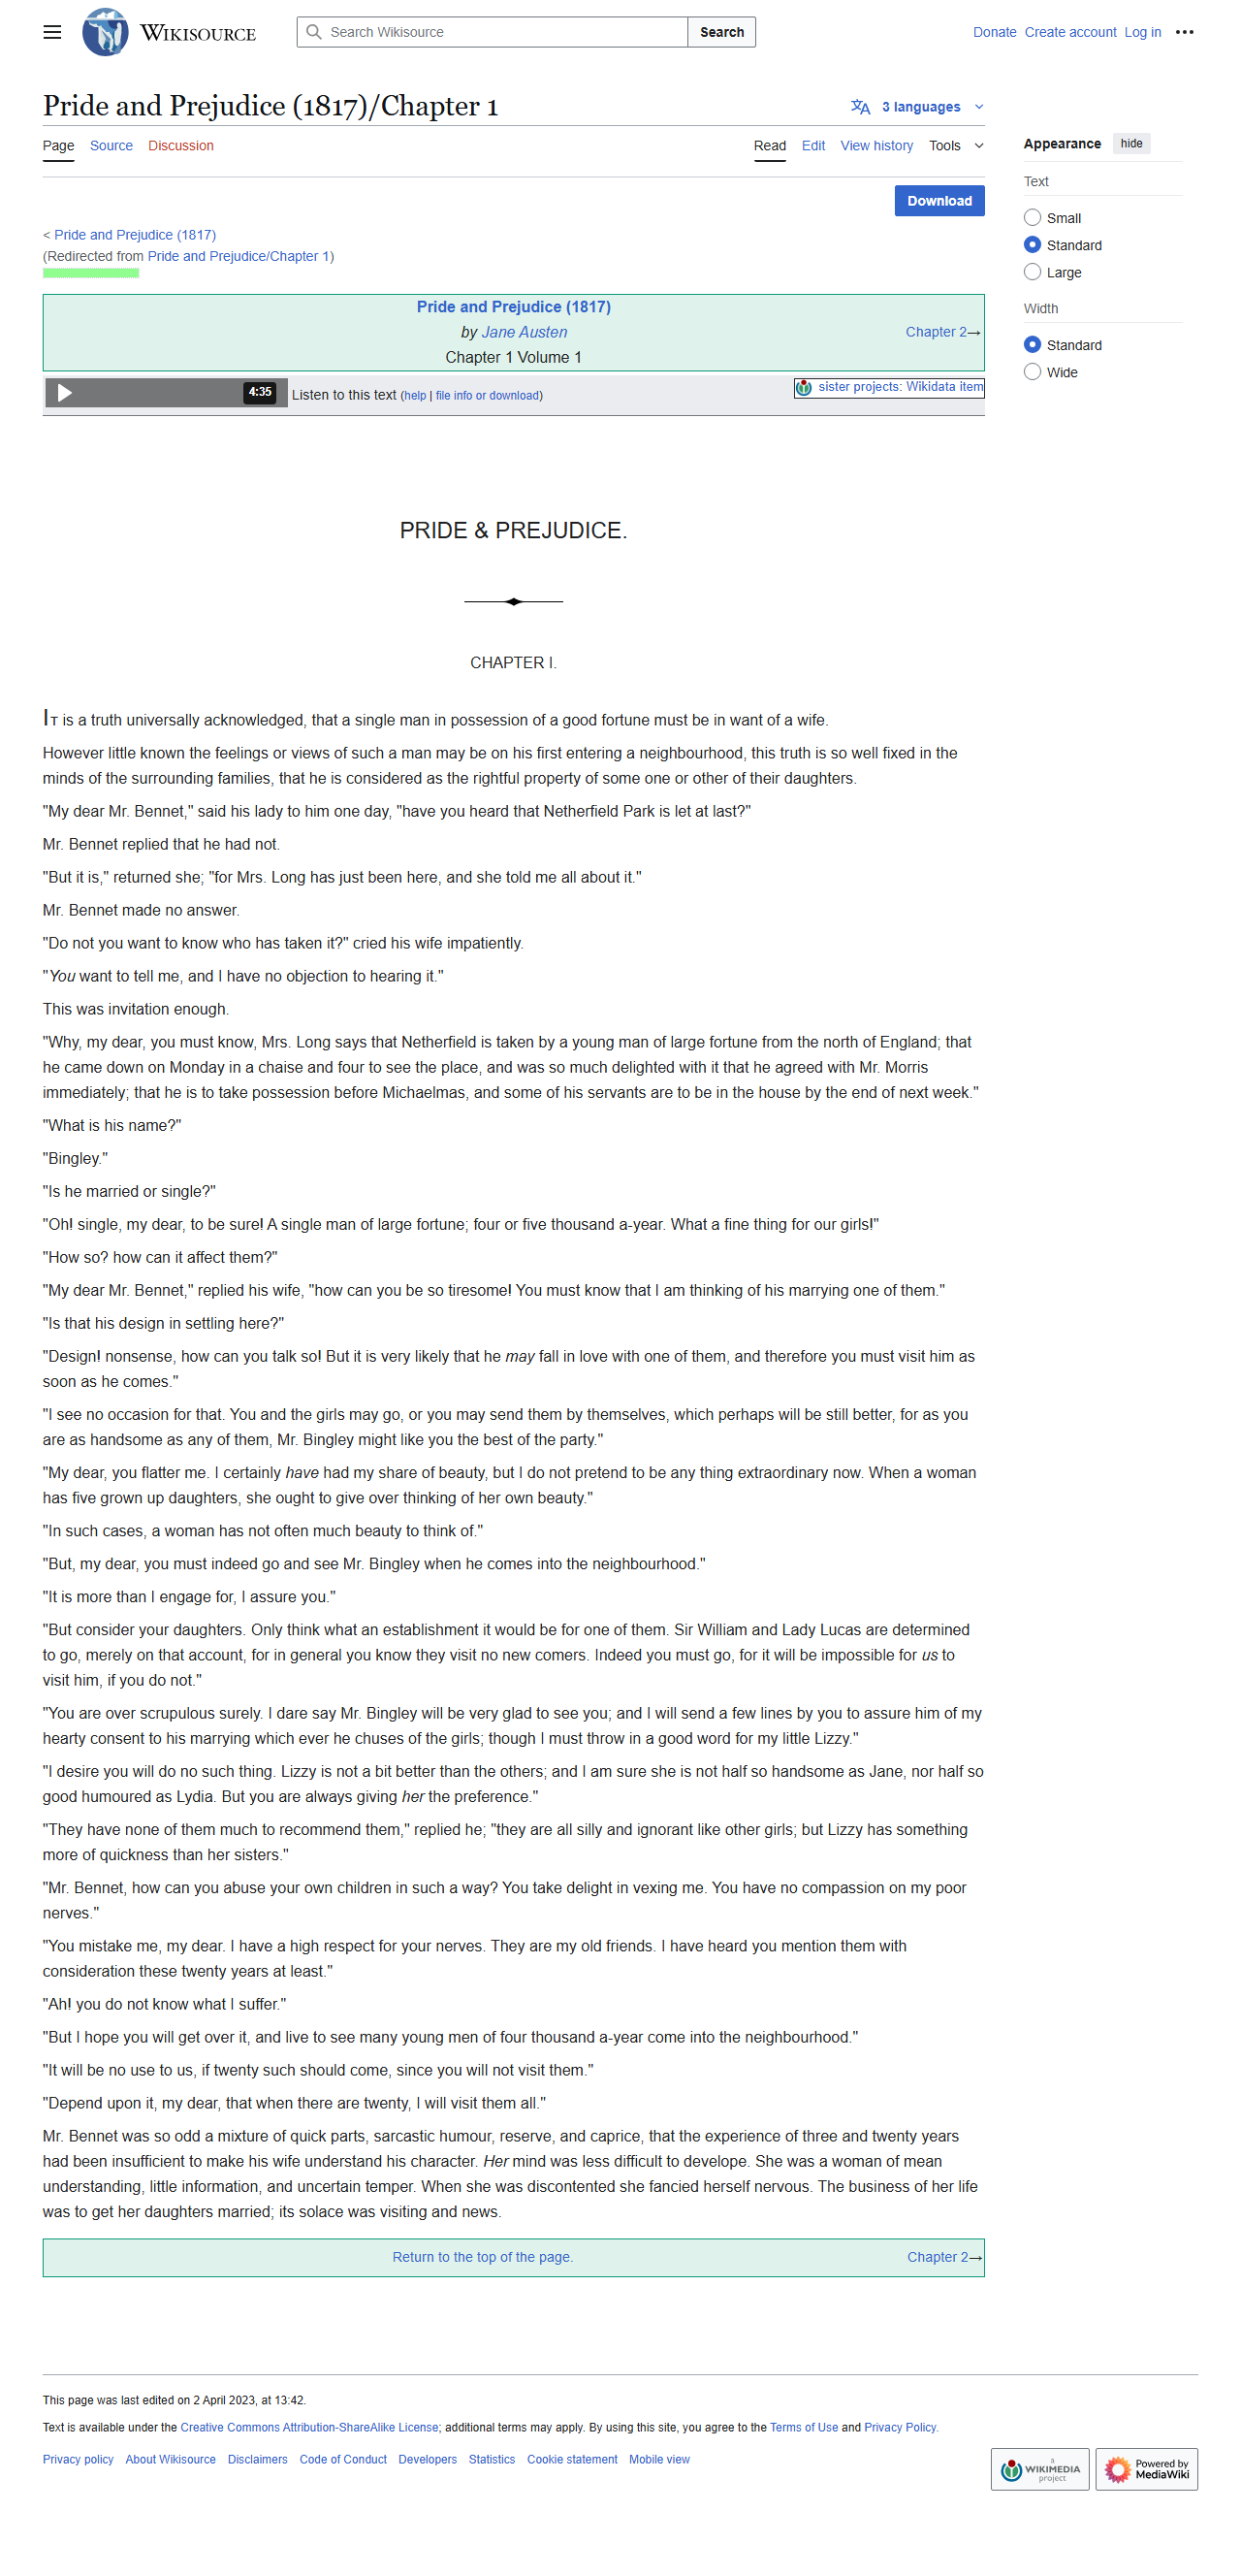 WIKISOURCE
Search Wikisource
Search
Donate Create account Log in
Pride and Prejudice (1817)/Chapter 1
3 languages
Page Source Discussion
Read Edit View history Tools
Download
< Pride and Prejudice (1817)
(Redirected from Pride and Prejudice/Chapter 1)
Pride and Prejudice (1817)
by Jane Austen
Chapter 2→
Chapter 1 Volume 1
4:35 Listen to this text (help | file info or download)
sister projects: Wikidata item
Appearance hide
Text
Small
Standard
Large
Width
Standard
Wide
PRIDE & PREJUDICE.
CHAPTER I.
IT is a truth universally acknowledged, that a single man in possession of a good fortune must be in want of a wife.
However little known the feelings or views of such a man may be on his first entering a neighbourhood, this truth is so well fixed in the
minds of the surrounding families, that he is considered as the rightful property of some one or other of their daughters.
"My dear Mr. Bennet," said his lady to him one day, "have you heard that Netherfield Park is let at last?"
Mr. Bennet replied that he had not.
"But it is," returned she; "for Mrs. Long has just been here, and she told me all about it."
Mr. Bennet made no answer.
"Do not you want to know who has taken it?" cried his wife impatiently.
"You want to tell me, and I have no objection to hearing it."
This was invitation enough.
"Why, my dear, you must know, Mrs. Long says that Netherfield is taken by a young man of large fortune from the north of England; that
he came down on Monday in a chaise and four to see the place, and was so much delighted with it that he agreed with Mr. Morris
immediately; that he is to take possession before Michaelmas, and some of his servants are to be in the house by the end of next week."
"What is his name?"
"Bingley."
"Is he married or single?"
"Oh! single, my dear, to be sure! A single man of large fortune; four or five thousand a-year. What a fine thing for our girls!"
"How so? how can it affect them?"
"My dear Mr. Bennet," replied his wife, "how can you be so tiresome! You must know that I am thinking of his marrying one of them."
"Is that his design in settling here?"
"Design! nonsense, how can you talk so! But it is very likely that he may fall in love with one of them, and therefore you must visit him as
soon as he comes."
"I see no occasion for that. You and the girls may go, or you may send them by themselves, which perhaps will be still better, for as you
are as handsome as any of them, Mr. Bingley might like you the best of the party."
"My dear, you flatter me. I certainly have had my share of beauty, but I do not pretend to be any thing extraordinary now. When a woman
has five grown up daughters, she ought to give over thinking of her own beauty."
"In such cases, a woman has not often much beauty to think of."
"But, my dear, you must indeed go and see Mr. Bingley when he comes into the neighbourhood."
"It is more than I engage for, I assure you."
"But consider your daughters. Only think what an establishment it would be for one of them. Sir William and Lady Lucas are determined
to go, merely on that account, for in general you know they visit no new comers. Indeed you must go, for it will be impossible for us to
visit him, if you do not."
"You are over scrupulous surely. I dare say Mr. Bingley will be very glad to see you; and I will send a few lines by you to assure him of my
hearty consent to his marrying which ever he chuses of the girls; though I must throw in a good word for my little Lizzy."
"I desire you will do no such thing. Lizzy is not a bit better than the others; and I am sure she is not half so handsome as Jane, nor half so
good humoured as Lydia. But you are always giving her the preference."
"They have none of them much to recommend them," replied he; "they are all silly and ignorant like other girls; but Lizzy has something
more of quickness than her sisters."
"Mr. Bennet, how can you abuse your own children in such a way? You take delight in vexing me. You have no compassion on my poor
nerves."
"You mistake me, my dear. I have a high respect for your nerves. They are my old friends. I have heard you mention them with
consideration these twenty years at least."
"Ah! you do not know what I suffer."
"But I hope you will get over it, and live to see many young men of four thousand a-year come into the neighbourhood."
"It will be no use to us, if twenty such should come, since you will not visit them."
"Depend upon it, my dear, that when there are twenty, I will visit them all."
Mr. Bennet was so odd a mixture of quick parts, sarcastic humour, reserve, and caprice, that the experience of three and twenty years
had been insufficient to make his wife understand his character. Her mind was less difficult to develope. She was a woman of mean
understanding, little information, and uncertain temper. When she was discontented she fancied herself nervous. The business of her life
was to get her daughters married; its solace was visiting and news.
Return to the top of the page. Chapter 2→
This page was last edited on 2 April 2023, at 13:42.
Text is available under the Creative Commons Attribution-ShareAlike License; additional terms may apply. By using this site, you agree to the Terms of Use and Privacy Policy.
Privacy policy About Wikisource Disclaimers Code of Conduct Developers Statistics Cookie statement Mobile view
a WIKIMEDIA project
Powered by MediaWiki